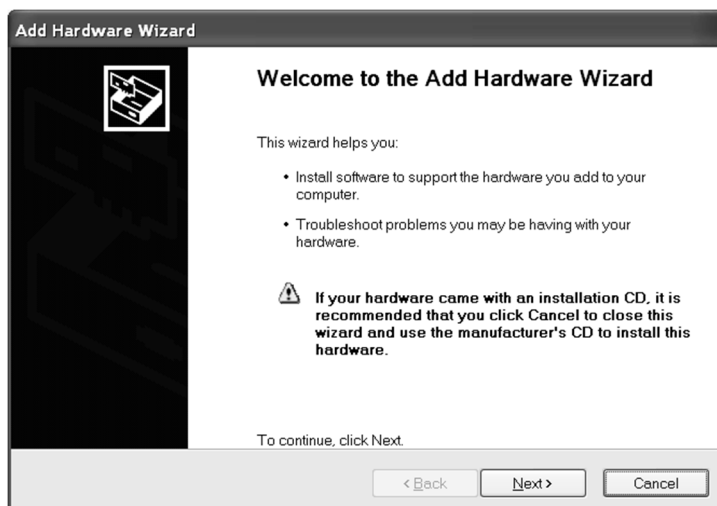 Add Hardware Wizard
Welcome to the Add Hardware Wizard
This wizard helps you:
• Install software to support the hardware you add to your
computer.
• Troubleshoot problems you may be having with your
hardware.
If your hardware came with an installation CD, it is
recommended that you click Cancel to close this
wizard and use the manufacturer's CD to install this
hardware.
To continue, click Next.
< Back Next > Cancel